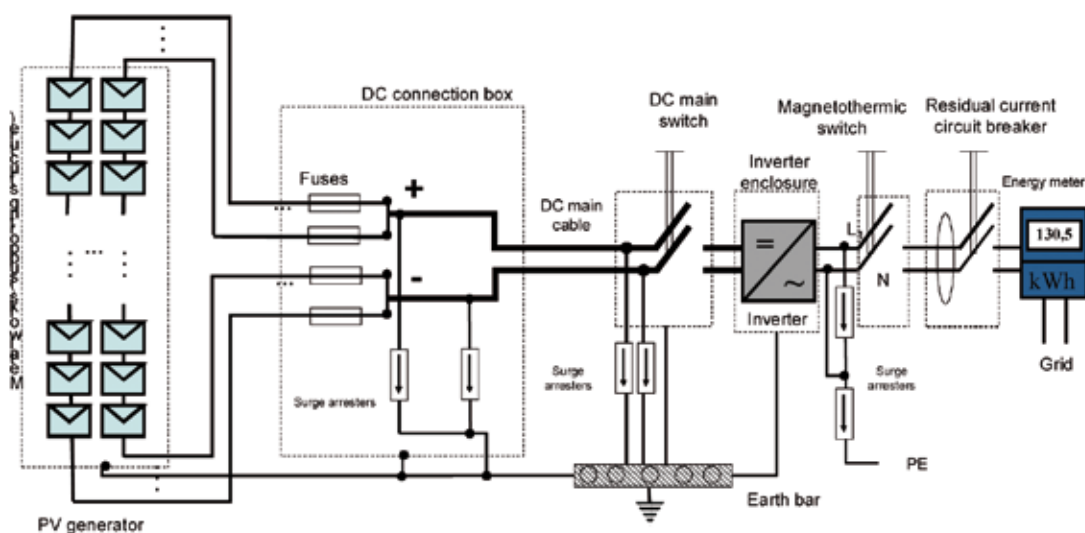 DC connection box
DC main
switch
Magnetothermic
switch
Residual current
circuit breaker
Fuses
+
-
DC main
cable
Inverter
enclosure
=
~
Inverter
L
N
Energy meter
130,5
kWh
Grid
Surge arresters
Surge
arresters
Surge
arresters
PE
Earth bar
PV generator